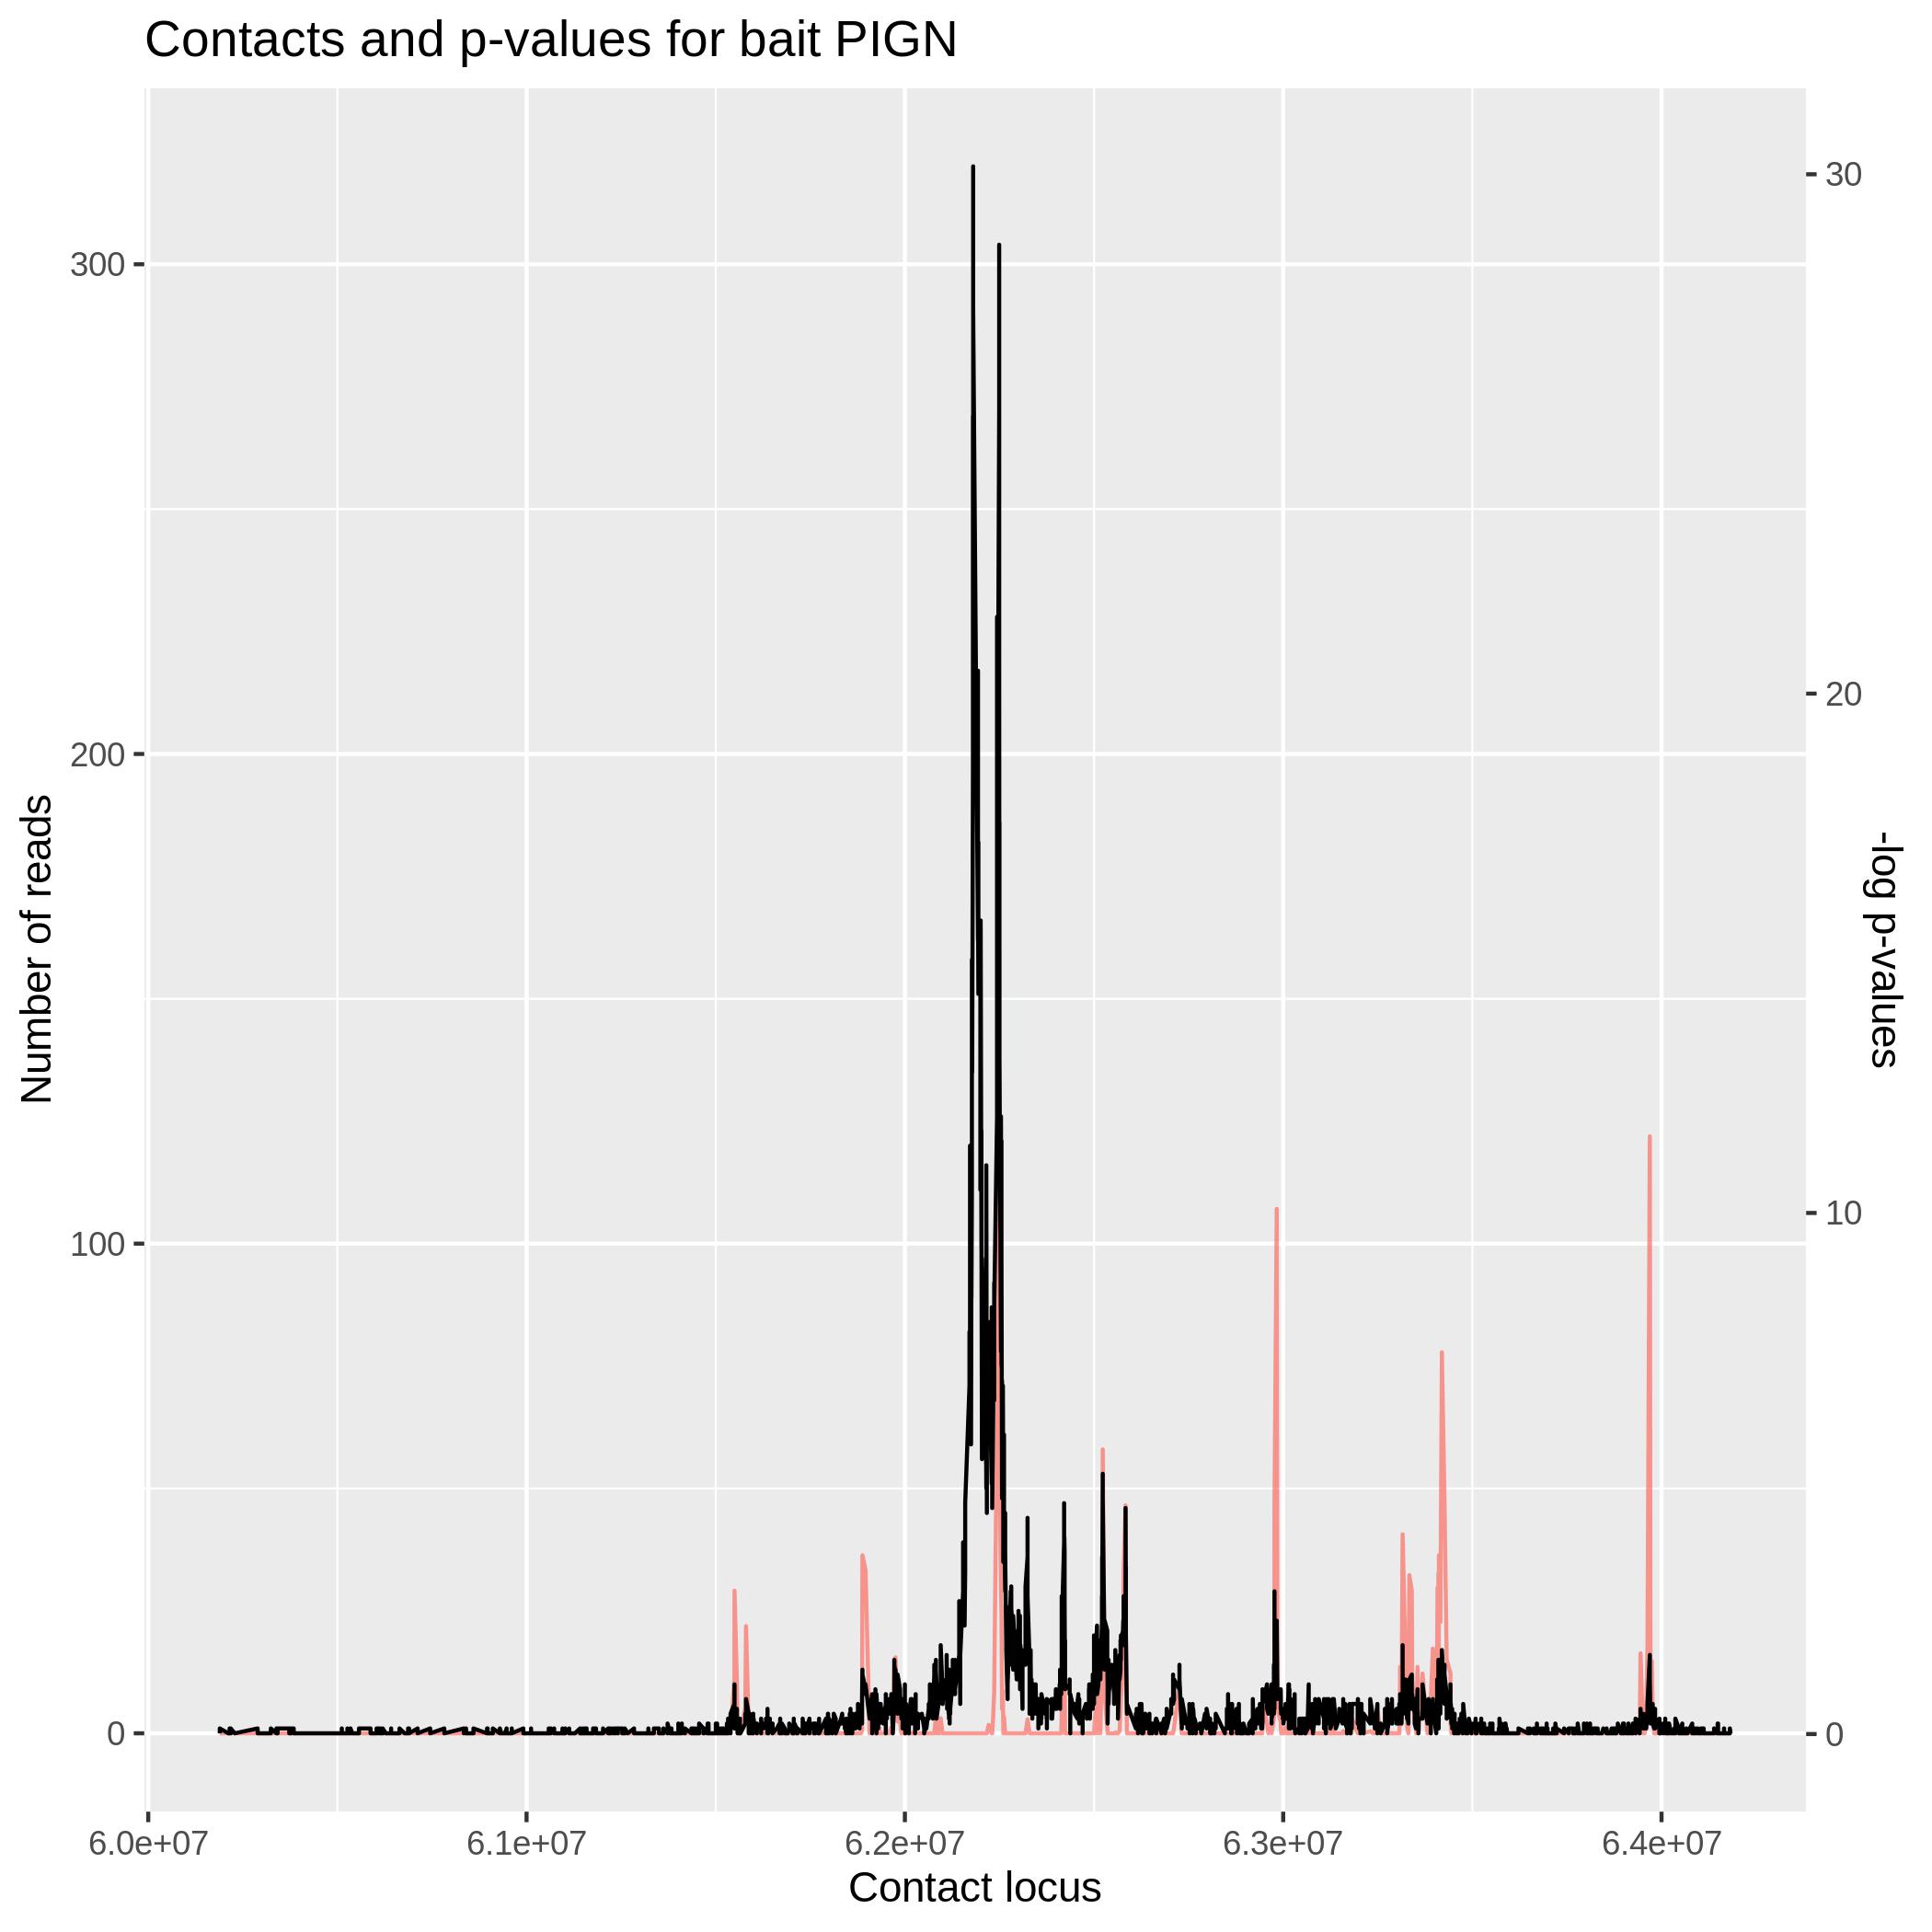 Contacts and p-values for bait PIGN
300
200
100
0
Number of reads
30
20
10
0
-log p-values
6.0e+07
6.1e+07
6.2e+07
6.3e+07
6.4e+07
Contact locus